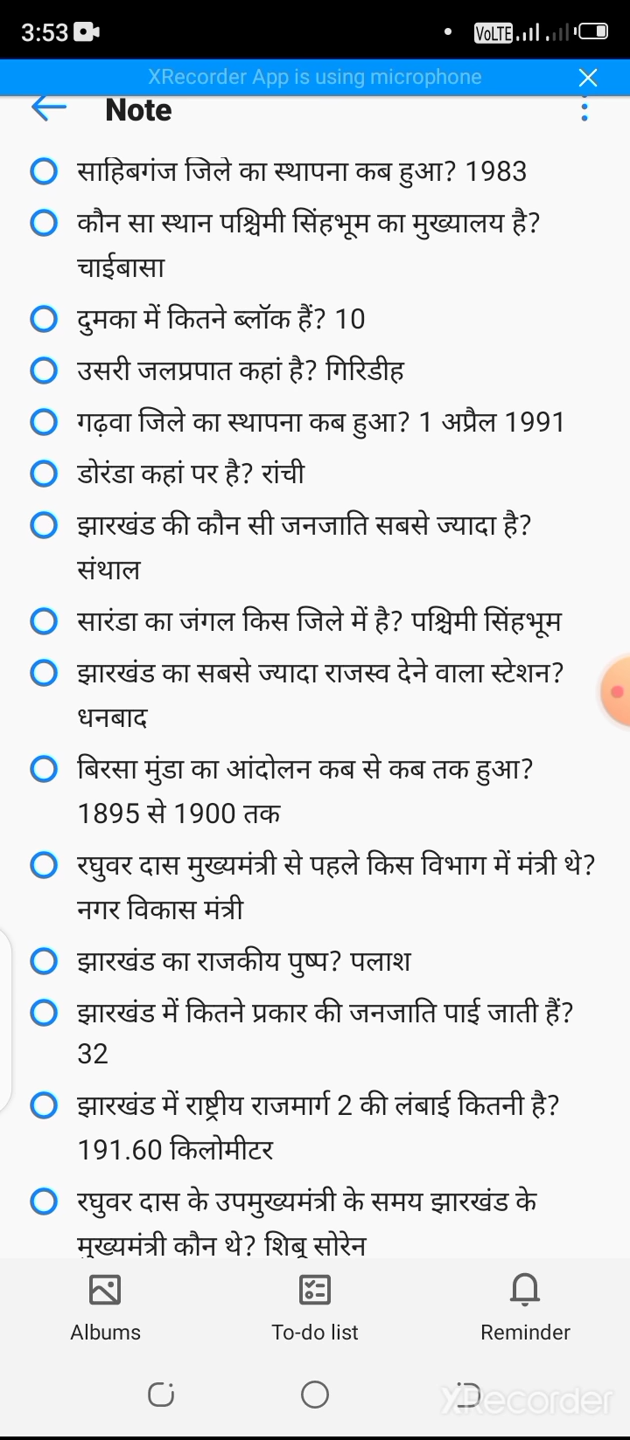 3:53
VoLTE
XRecorder App is using microphone
Note
साहिबगंज जिले का स्थापना कब हुआ? 1983
कौन सा स्थान पश्चिमी सिंहभूम का मुख्यालय है?
चाईबासा
दुमका में कितने ब्लॉक हैं? 10
उसरी जलप्रपात कहां है? गिरिडीह
गढ़वा जिले का स्थापना कब हुआ? 1 अप्रैल 1991
डोरंडा कहां पर है? रांची
झारखंड की कौन सी जनजाति सबसे ज्यादा है?
संथाल
सारंडा का जंगल किस जिले में है? पश्चिमी सिंहभूम
झारखंड का सबसे ज्यादा राजस्व देने वाला स्टेशन?
धनबाद
बिरसा मुंडा का आंदोलन कब से कब तक हुआ?
1895 से 1900 तक
रघुवर दास मुख्यमंत्री से पहले किस विभाग में मंत्री थे?
नगर विकास मंत्री
झारखंड का राजकीय पुष्प? पलाश
झारखंड में कितने प्रकार की जनजाति पाई जाती हैं?
32
झारखंड में राष्ट्रीय राजमार्ग 2 की लंबाई कितनी है?
191.60 किलोमीटर
रघुवर दास के उपमुख्यमंत्री के समय झारखंड के
मुख्यमंत्री कौन थे? शिबू सोरेन
Albums To-do list Reminder
XRecorder